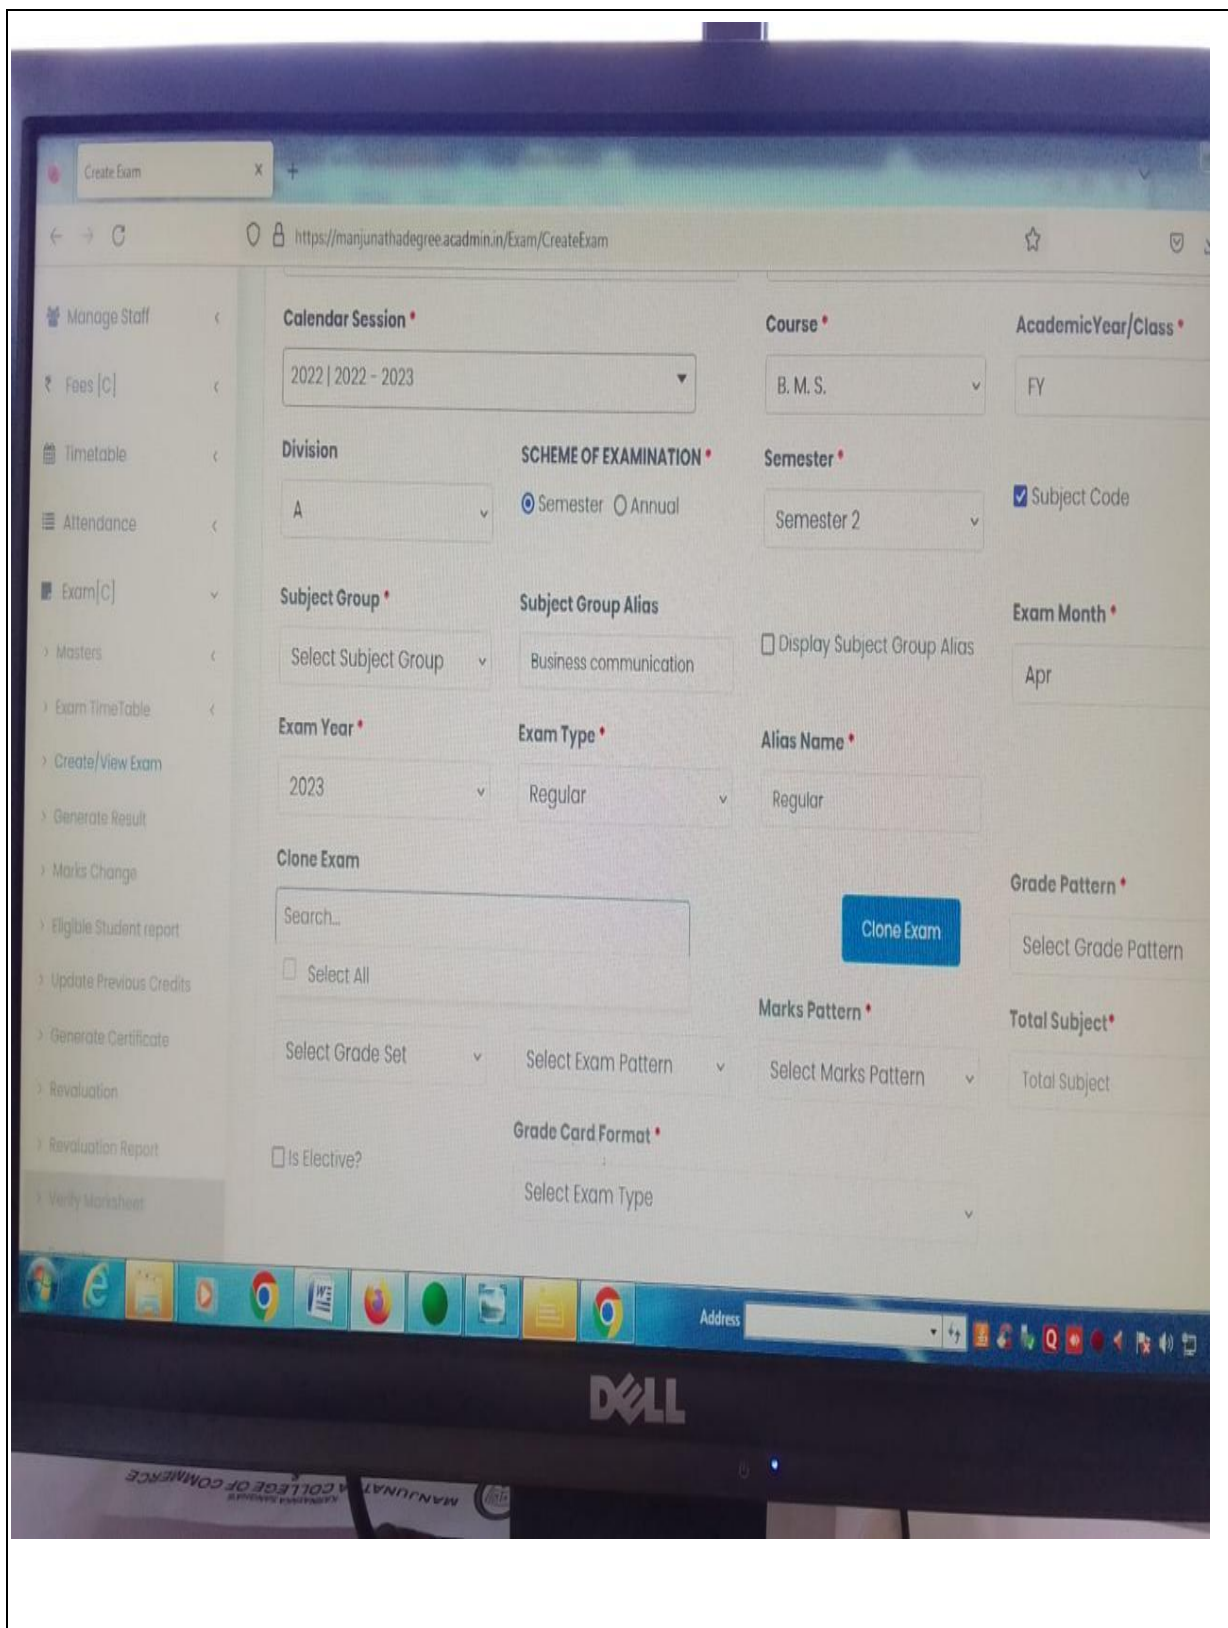 Create Exam X +
https://manjunathadegree.acadmin.in/Exam/CreateExam
Manage Staff
Fees [C]
Timetable
Attendance
Exam[C]
Masters
Exam TimeTable
Create/View Exam
Generate Result
Marks Change
Eligible Student report
Update Previous Credits
Generate Certificate
Revaluation
Revaluation Report
Verify Marksheet
Calendar Session * Course * AcademicYear/Class *
2022 | 2022 - 2023 B. M. S. FY
Division SCHEME OF EXAMINATION * Semester *
A Semester Annual Semester 2 Subject Code
Subject Group * Subject Group Alias Exam Month *
Select Subject Group Business communication Display Subject Group Alias Apr
Exam Year * Exam Type * Alias Name *
2023 Regular Regular
Clone Exam Grade Pattern *
Search... Clone Exam Select Grade Pattern
Select All
Marks Pattern * Total Subject*
Select Grade Set Select Exam Pattern Select Marks Pattern Total Subject
Grade Card Format *
Is Elective? Select Exam Type
Address
DELL
MANJUNATHA COLLEGE OF COMMERCE